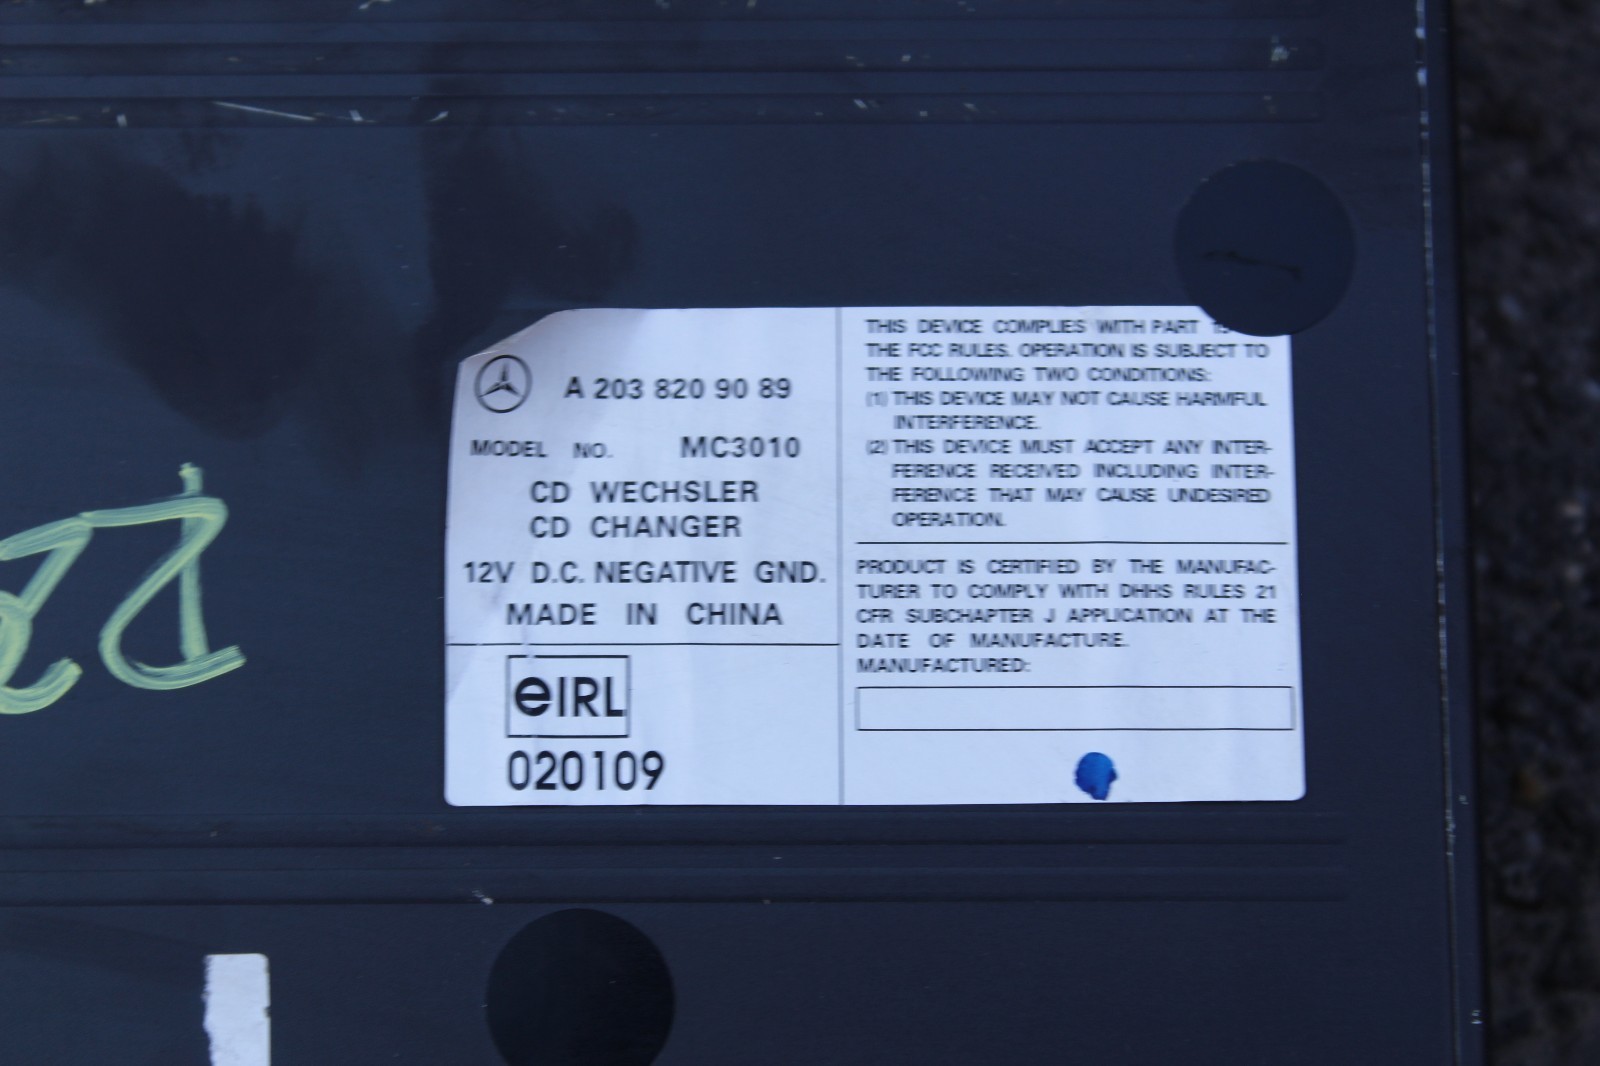 A 203 820 90 89
MODEL NO. MC3010
CD WECHSLER
CD CHANGER
12V D.C. NEGATIVE GND.
MADE IN CHINA
eIRL
020109
THIS DEVICE COMPLIES WITH PART
THE FCC RULES. OPERATION IS SUBJECT TO
THE FOLLOWING TWO CONDITIONS:
(1) THIS DEVICE MAY NOT CAUSE HARMFUL
INTERFERENCE.
(2) THIS DEVICE MUST ACCEPT ANY INTER-
FERENCE RECEIVED INCLUDING INTER-
FERENCE THAT MAY CAUSE UNDESIRED
OPERATION.
PRODUCT IS CERTIFIED BY THE MANUFAC-
TURER TO COMPLY WITH DHHS RULES 21
CFR SUBCHAPTER J APPLICATION AT THE
DATE OF MANUFACTURE.
MANUFACTURED: